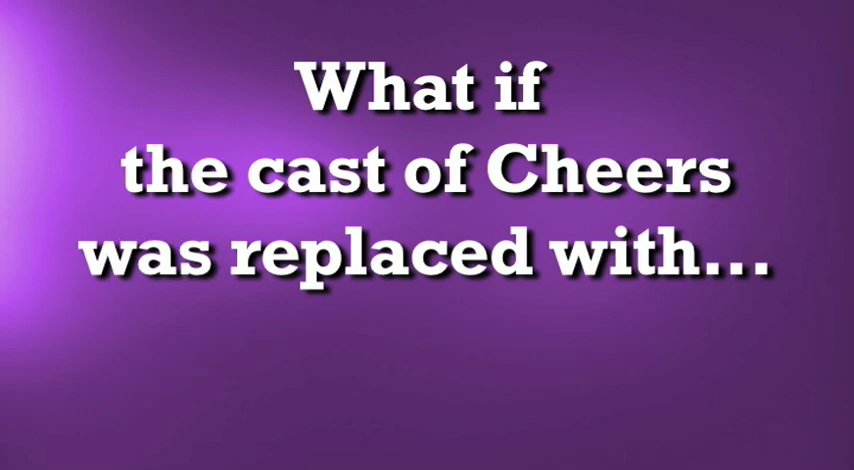 What if
the cast of Cheers
was replaced with...